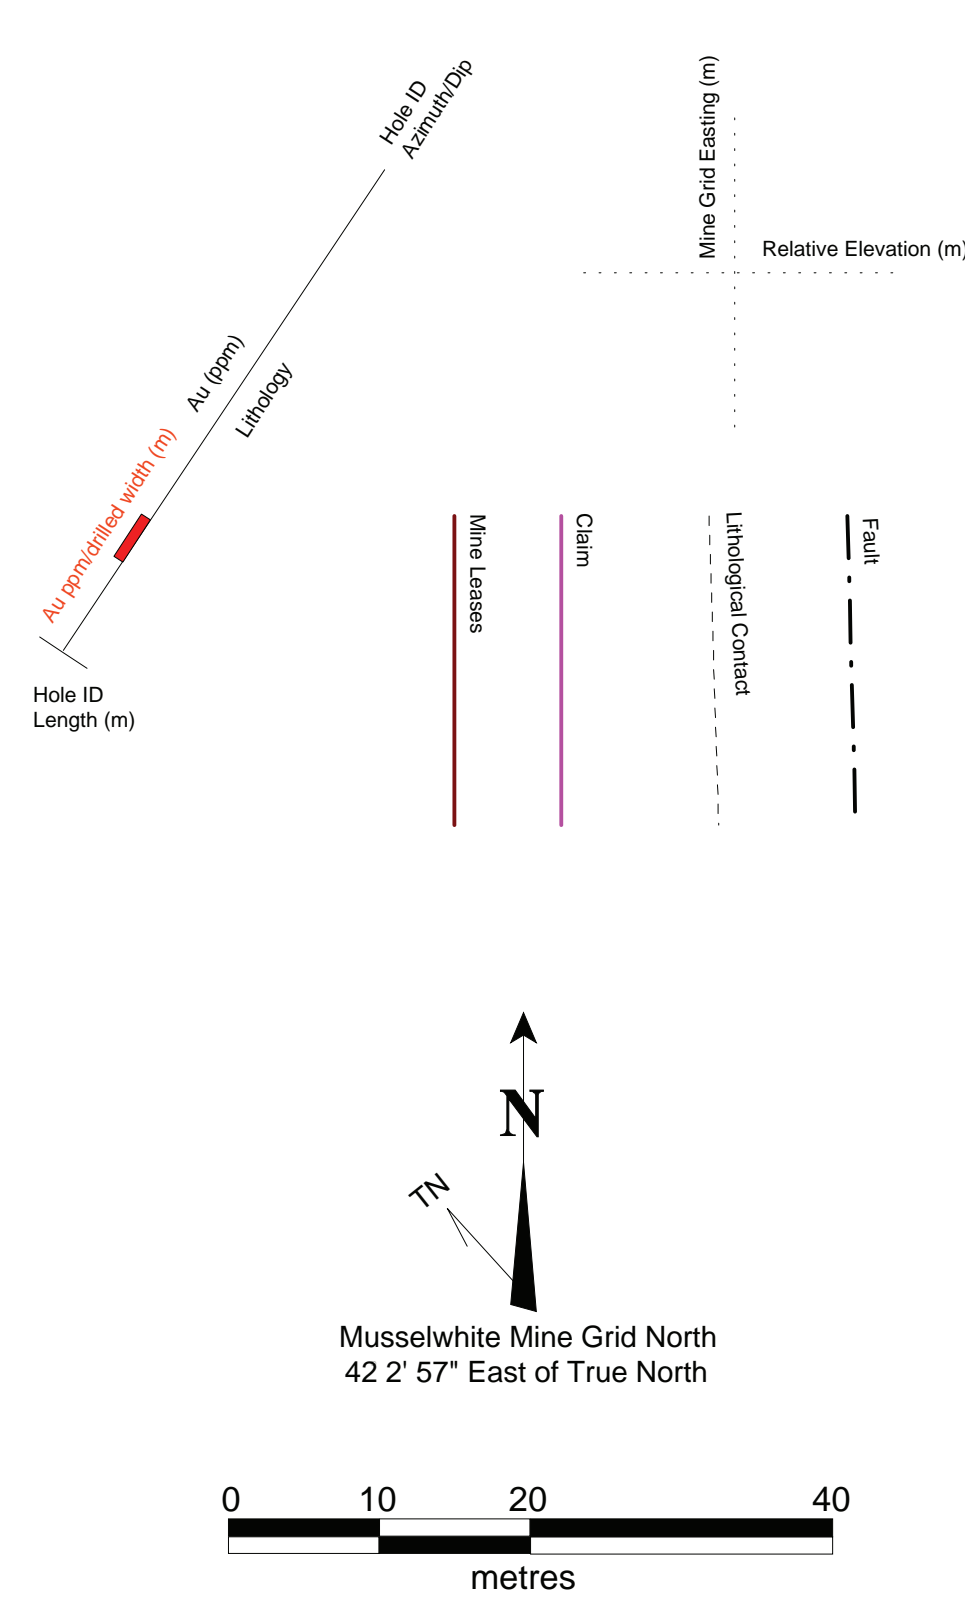 Hole ID
Azimuth/Dip
Mine Grid Easting (m)
Relative Elevation (m)
Au (ppm)
Lithology
Au ppm/drilled width (m)
Hole ID
Length (m)
Mine Leases
Claim
Lithological Contact
Fault
N
TN
Musselwhite Mine Grid North
42 2' 57" East of True North
0 10 20 40
metres